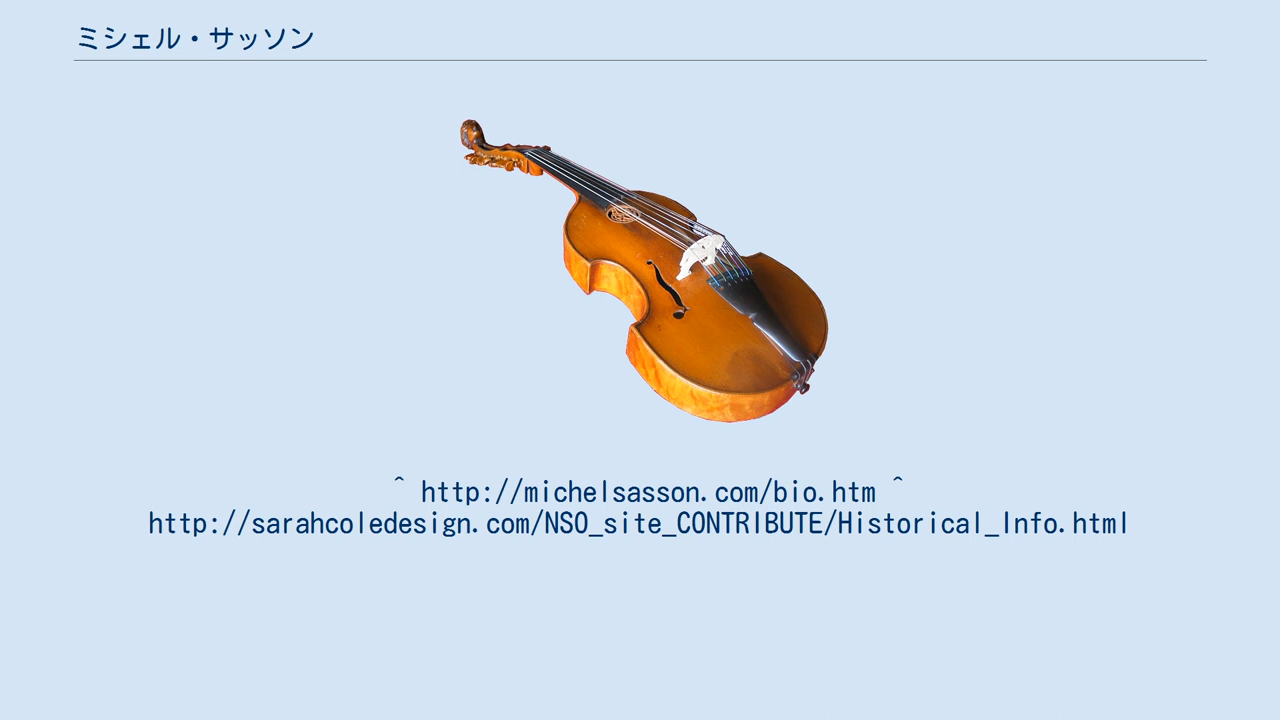 ミシェル・サッソン
^ http://michelsasson.com/bio.htm ^
http://sarahcoledesign.com/NSO_site_CONTRIBUTE/Historical_Info.html